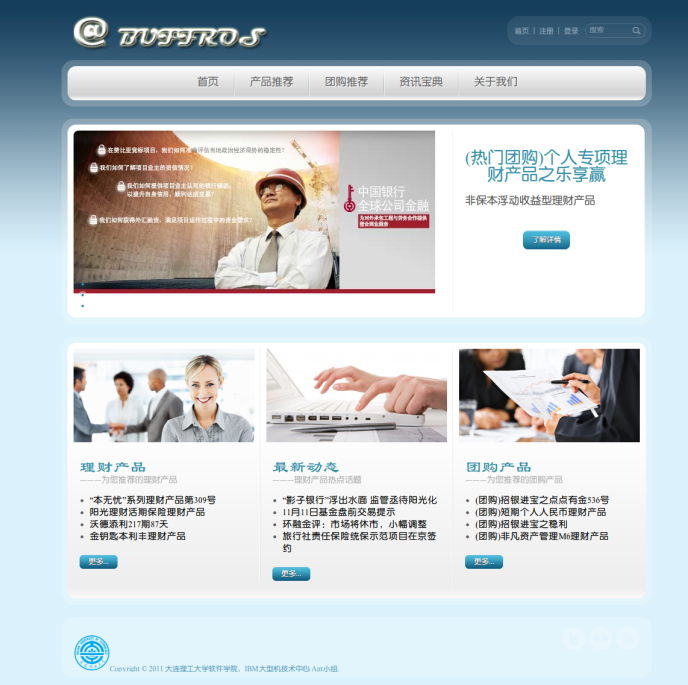 @ BUFFROS
首页 | 注册 | 登录 搜索
首页 产品推荐 团购推荐 资讯宝典 关于我们
在赞比亚竞标项目,我们如何准确评估当地政治经济局势的稳定性?
我们如何了解项目业主的资信情况?
我们如何提供项目业主认可的银行保函,
以提升自身信用,顺利达成交易?
我们如何获得外汇融资,满足项目运作过程中的资金需求?
中国银行
全球公司金融
为对外承包工程与劳务合作提供
整合商业融合
(热门团购)个人专项理
财产品之乐享赢
非保本浮动收益型理财产品
了解详情
理财产品
———为您推荐的理财产品
“本无忧”系列理财产品第309号
阳光理财活期保险理财产品
沃德添利217期87天
金钥匙本利丰理财产品
更多...
最新动态
———理财产品热点话题
“影子银行”浮出水面 监管亟待阳光化
11月11日基金盘前交易提示
环融金评:市场将休市,小幅调整
旅行社责任保险统保示范项目在京签
约
更多...
团购产品
———为您推荐的团购产品
(团购)招银进宝之点点有金536号
(团购)短期个人人民币理财产品
(团购)招银进宝之稳利
(团购)非凡资产管理M6理财产品
更多...
Copyright © 2011 大连理工大学软件学院、IBM大型机技术中心 Ant小组.